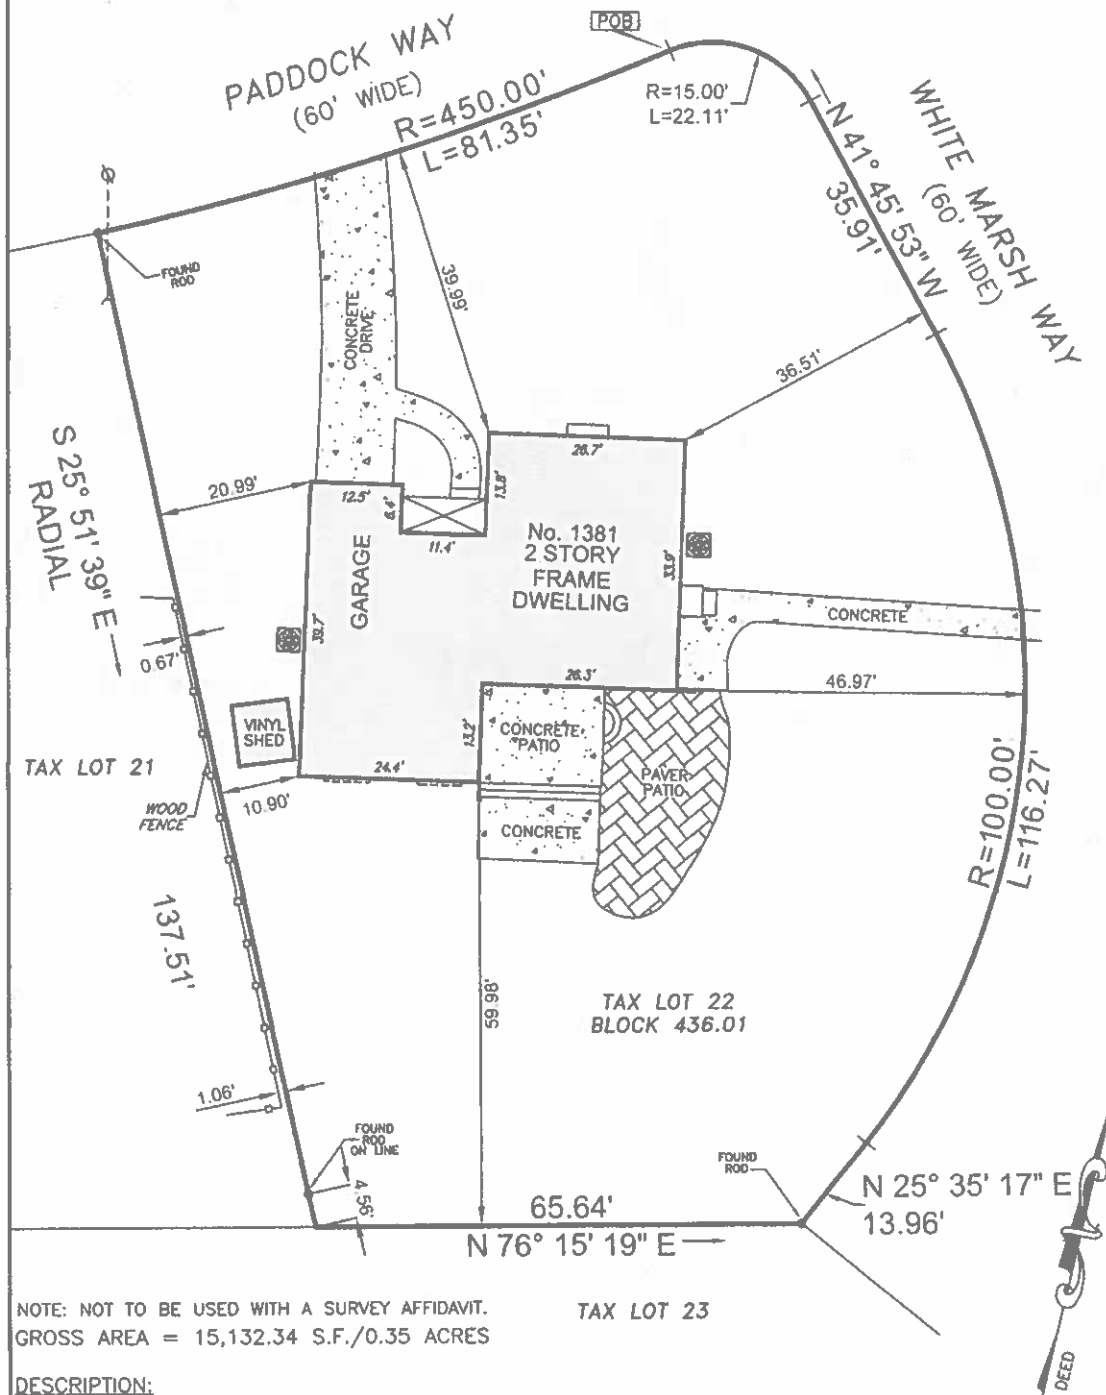 POB
PADDOCK WAY
(60' WIDE)
R=450.00'
L=81.35'
R=15.00'
L=22.11'
WHITE MARSH WAY
(60' WIDE)
N 41° 45' 53" W
35.91'
FOUND
ROD
CONCRETE
DRIVE
39.99'
36.51'
S 25° 51' 39" E
RADIAL
20.99'
12.5'
6.4'
11.4'
13.8'
26.7'
No. 1381
2 STORY
FRAME
DWELLING
33.9'
GARAGE
39.7'
CONCRETE
0.67'
VINYL
SHED
26.3'
46.97'
13.2'
CONCRETE
PATIO
PAVER
PATIO
TAX LOT 21
24.4'
WOOD
FENCE
10.90'
CONCRETE
R=100.00'
L=116.27'
137.51'
59.98'
TAX LOT 22
BLOCK 436.01
1.06'
FOUND
ROD
ON LINE
4.56'
FOUND
ROD
N 25° 35' 17" E
13.96'
65.64'
N 76° 15' 19" E
NOTE: NOT TO BE USED WITH A SURVEY AFFIDAVIT.
GROSS AREA = 15,132.34 S.F./0.35 ACRES
TAX LOT 23
DEED
DESCRIPTION: